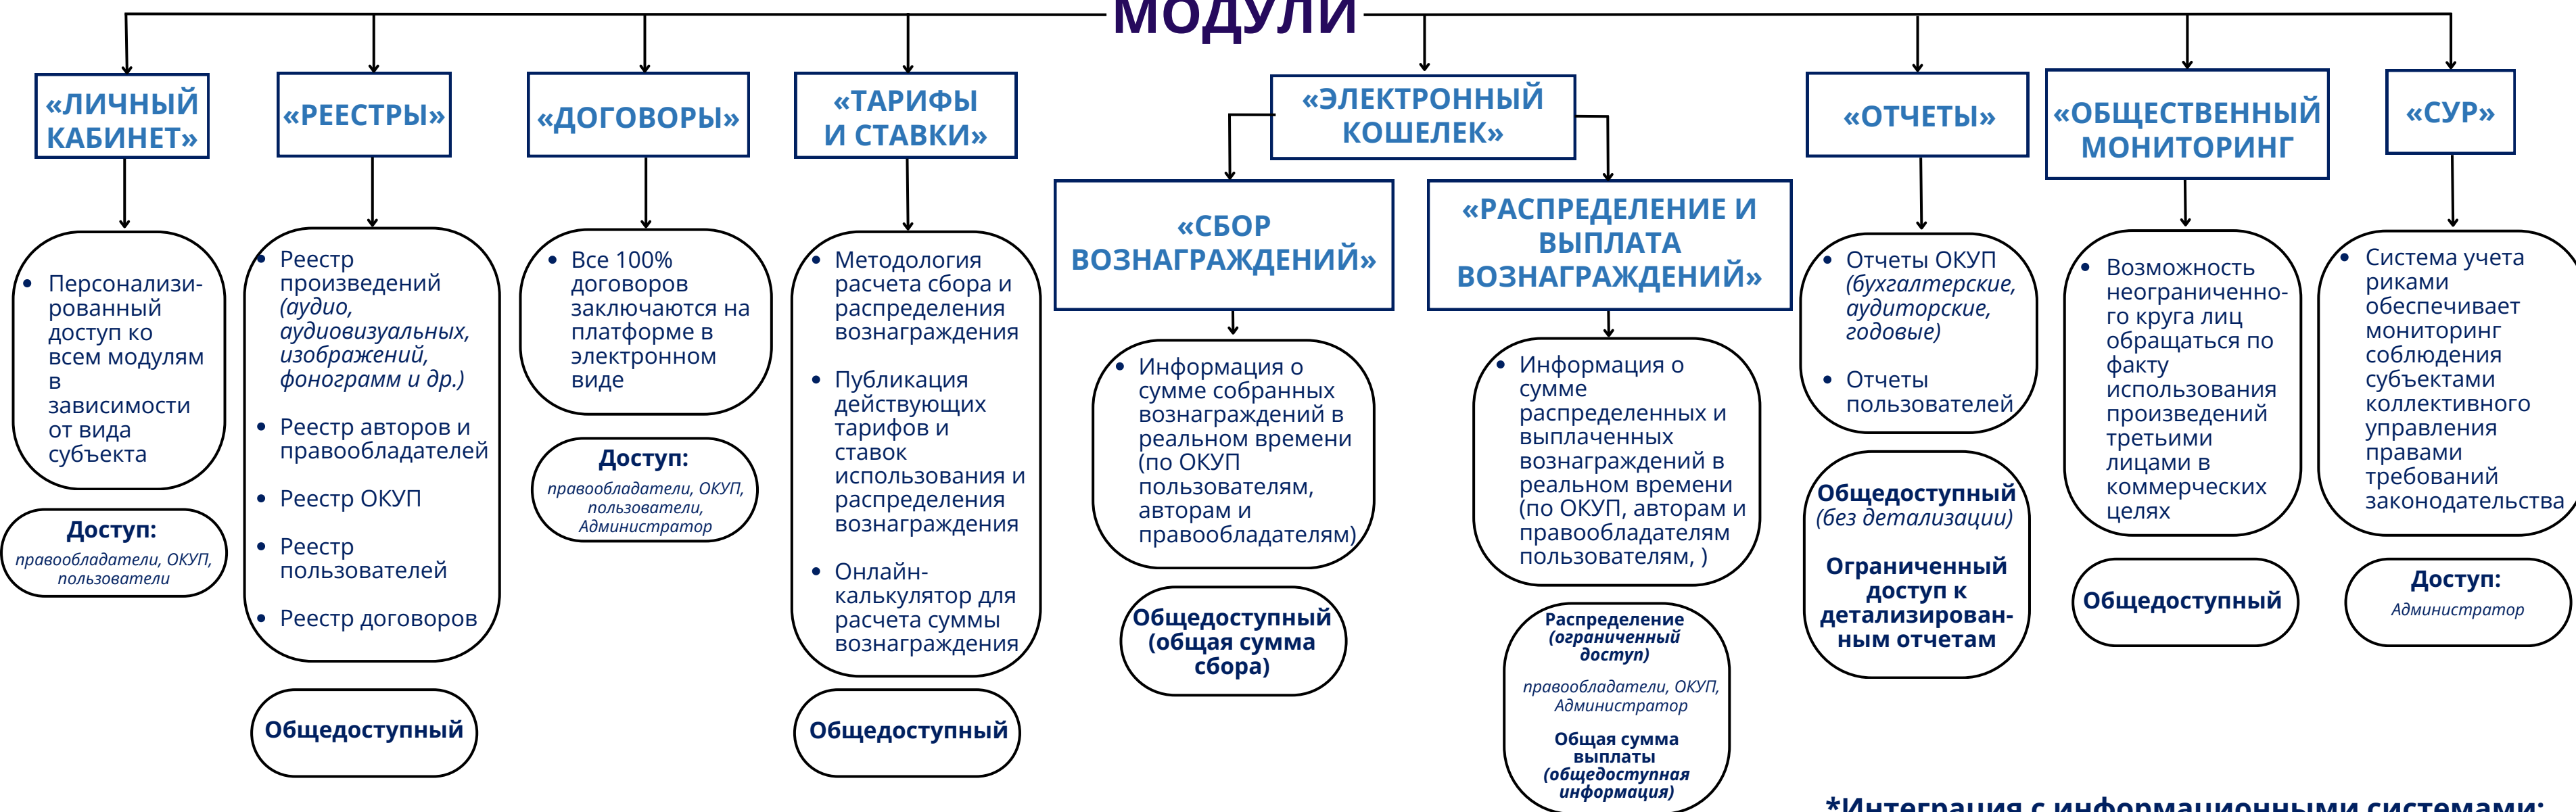 МОДУЛИ
«ЛИЧНЫЙ
КАБИНЕТ»
• Персонализи-
рованный
доступ ко
всем модулям
в
зависимости
от вида
субъекта
Доступ:
правообладатели, ОКУП,
пользователи
«РЕЕСТРЫ»
• Реестр
произведений
(аудио,
аудиовизуальных,
изображений,
фонограмм и др.)
• Реестр авторов и
правообладателей
• Реестр ОКУП
• Реестр
пользователей
• Реестр договоров
Общедоступный
«ДОГОВОРЫ»
• Все 100%
договоров
заключаются на
платформе в
электронном
виде
Доступ:
правообладатели, ОКУП,
пользователи,
Администратор
«ТАРИФЫ
И СТАВКИ»
• Методология
расчета сбора и
распределения
вознаграждения
• Публикация
действующих
тарифов и
ставок
использования и
распределения
вознаграждения
• Онлайн-
калькулятор для
расчета суммы
вознаграждения
Общедоступный
«ЭЛЕКТРОННЫЙ
КОШЕЛЕК»
«СБОР
ВОЗНАГРАЖДЕНИЙ»
• Информация о
сумме собранных
вознаграждений в
реальном времени
(по ОКУП
пользователям,
авторам и
правообладателям)
Общедоступный
(общая сумма
сбора)
«РАСПРЕДЕЛЕНИЕ И
ВЫПЛАТА
ВОЗНАГРАЖДЕНИЙ»
• Информация о
сумме
распределенных и
выплаченных
вознаграждений в
реальном времени
(по ОКУП, авторам и
правообладателям
пользователям, )
Распределение
(ограниченный
доступ)
правообладатели, ОКУП,
Администратор
Общая сумма
выплаты
(общедоступная
информация)
«ОТЧЕТЫ»
• Отчеты ОКУП
(бухгалтерские,
аудиторские,
годовые)
• Отчеты
пользователей
Общедоступный
(без детализации)
Ограниченный
доступ к
детализирован-
ным отчетам
«ОБЩЕСТВЕННЫЙ
МОНИТОРИНГ
• Возможность
неограниченно-
го круга лиц
обращаться по
факту
использования
произведений
третьими
лицами в
коммерческих
целях
Общедоступный
«СУР»
• Система учета
риками
обеспечивает
мониторинг
соблюдения
субъектами
коллективного
управления
правами
требований
законодательства
Доступ:
Администратор
*Интеграция с информационными системами: